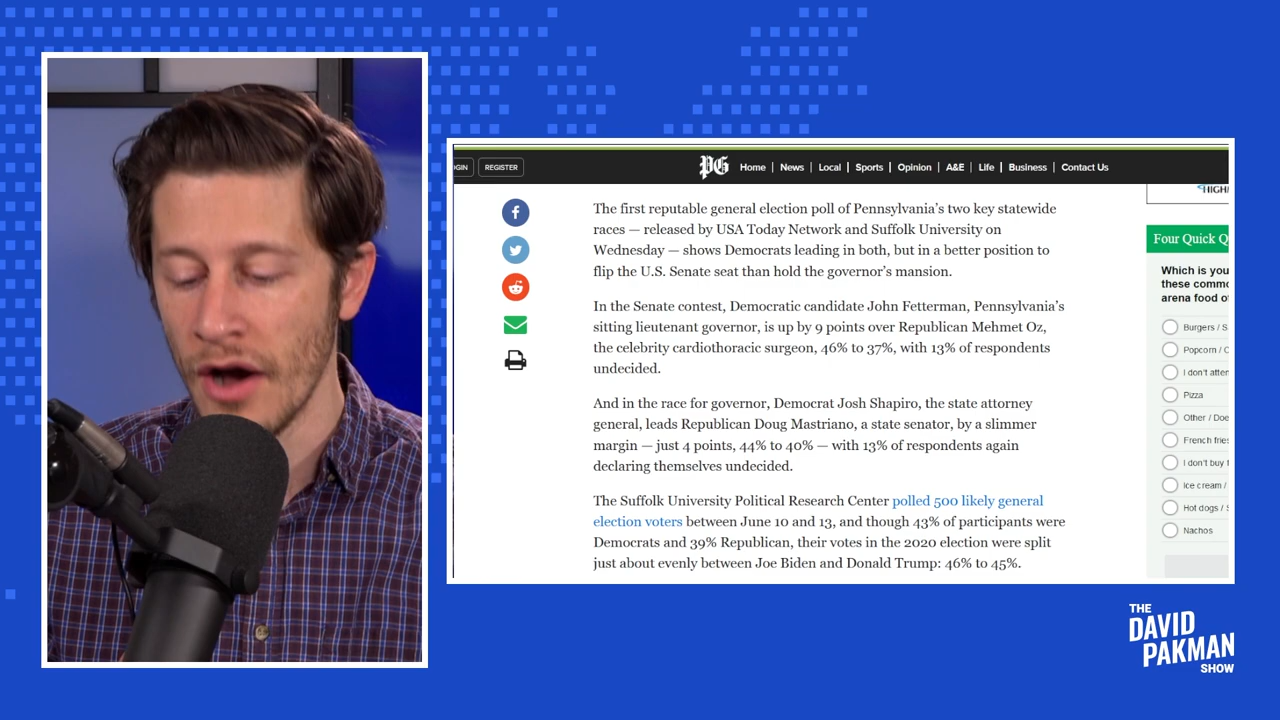 REGISTER
PG
Home | News | Local | Sports | Opinion | A&E | Life | Business | Contact Us
The first reputable general election poll of Pennsylvania’s two key statewide
races — released by USA Today Network and Suffolk University on
Wednesday — shows Democrats leading in both, but in a better position to
flip the U.S. Senate seat than hold the governor’s mansion.
In the Senate contest, Democratic candidate John Fetterman, Pennsylvania’s
sitting lieutenant governor, is up by 9 points over Republican Mehmet Oz,
the celebrity cardiothoracic surgeon, 46% to 37%, with 13% of respondents
undecided.
And in the race for governor, Democrat Josh Shapiro, the state attorney
general, leads Republican Doug Mastriano, a state senator, by a slimmer
margin — just 4 points, 44% to 40% — with 13% of respondents again
declaring themselves undecided.
The Suffolk University Political Research Center polled 500 likely general
election voters between June 10 and 13, and though 43% of participants were
Democrats and 39% Republican, their votes in the 2020 election were split
just about evenly between Joe Biden and Donald Trump: 46% to 45%.
Four Quick Q
Which is you
these commo
arena food o
Burgers / S
Popcorn / C
I don't atten
Pizza
Other / Doe
French fries
I don't buy f
Ice cream /
Hot dogs / S
Nachos
THE
DAVID
PAKMAN
SHOW